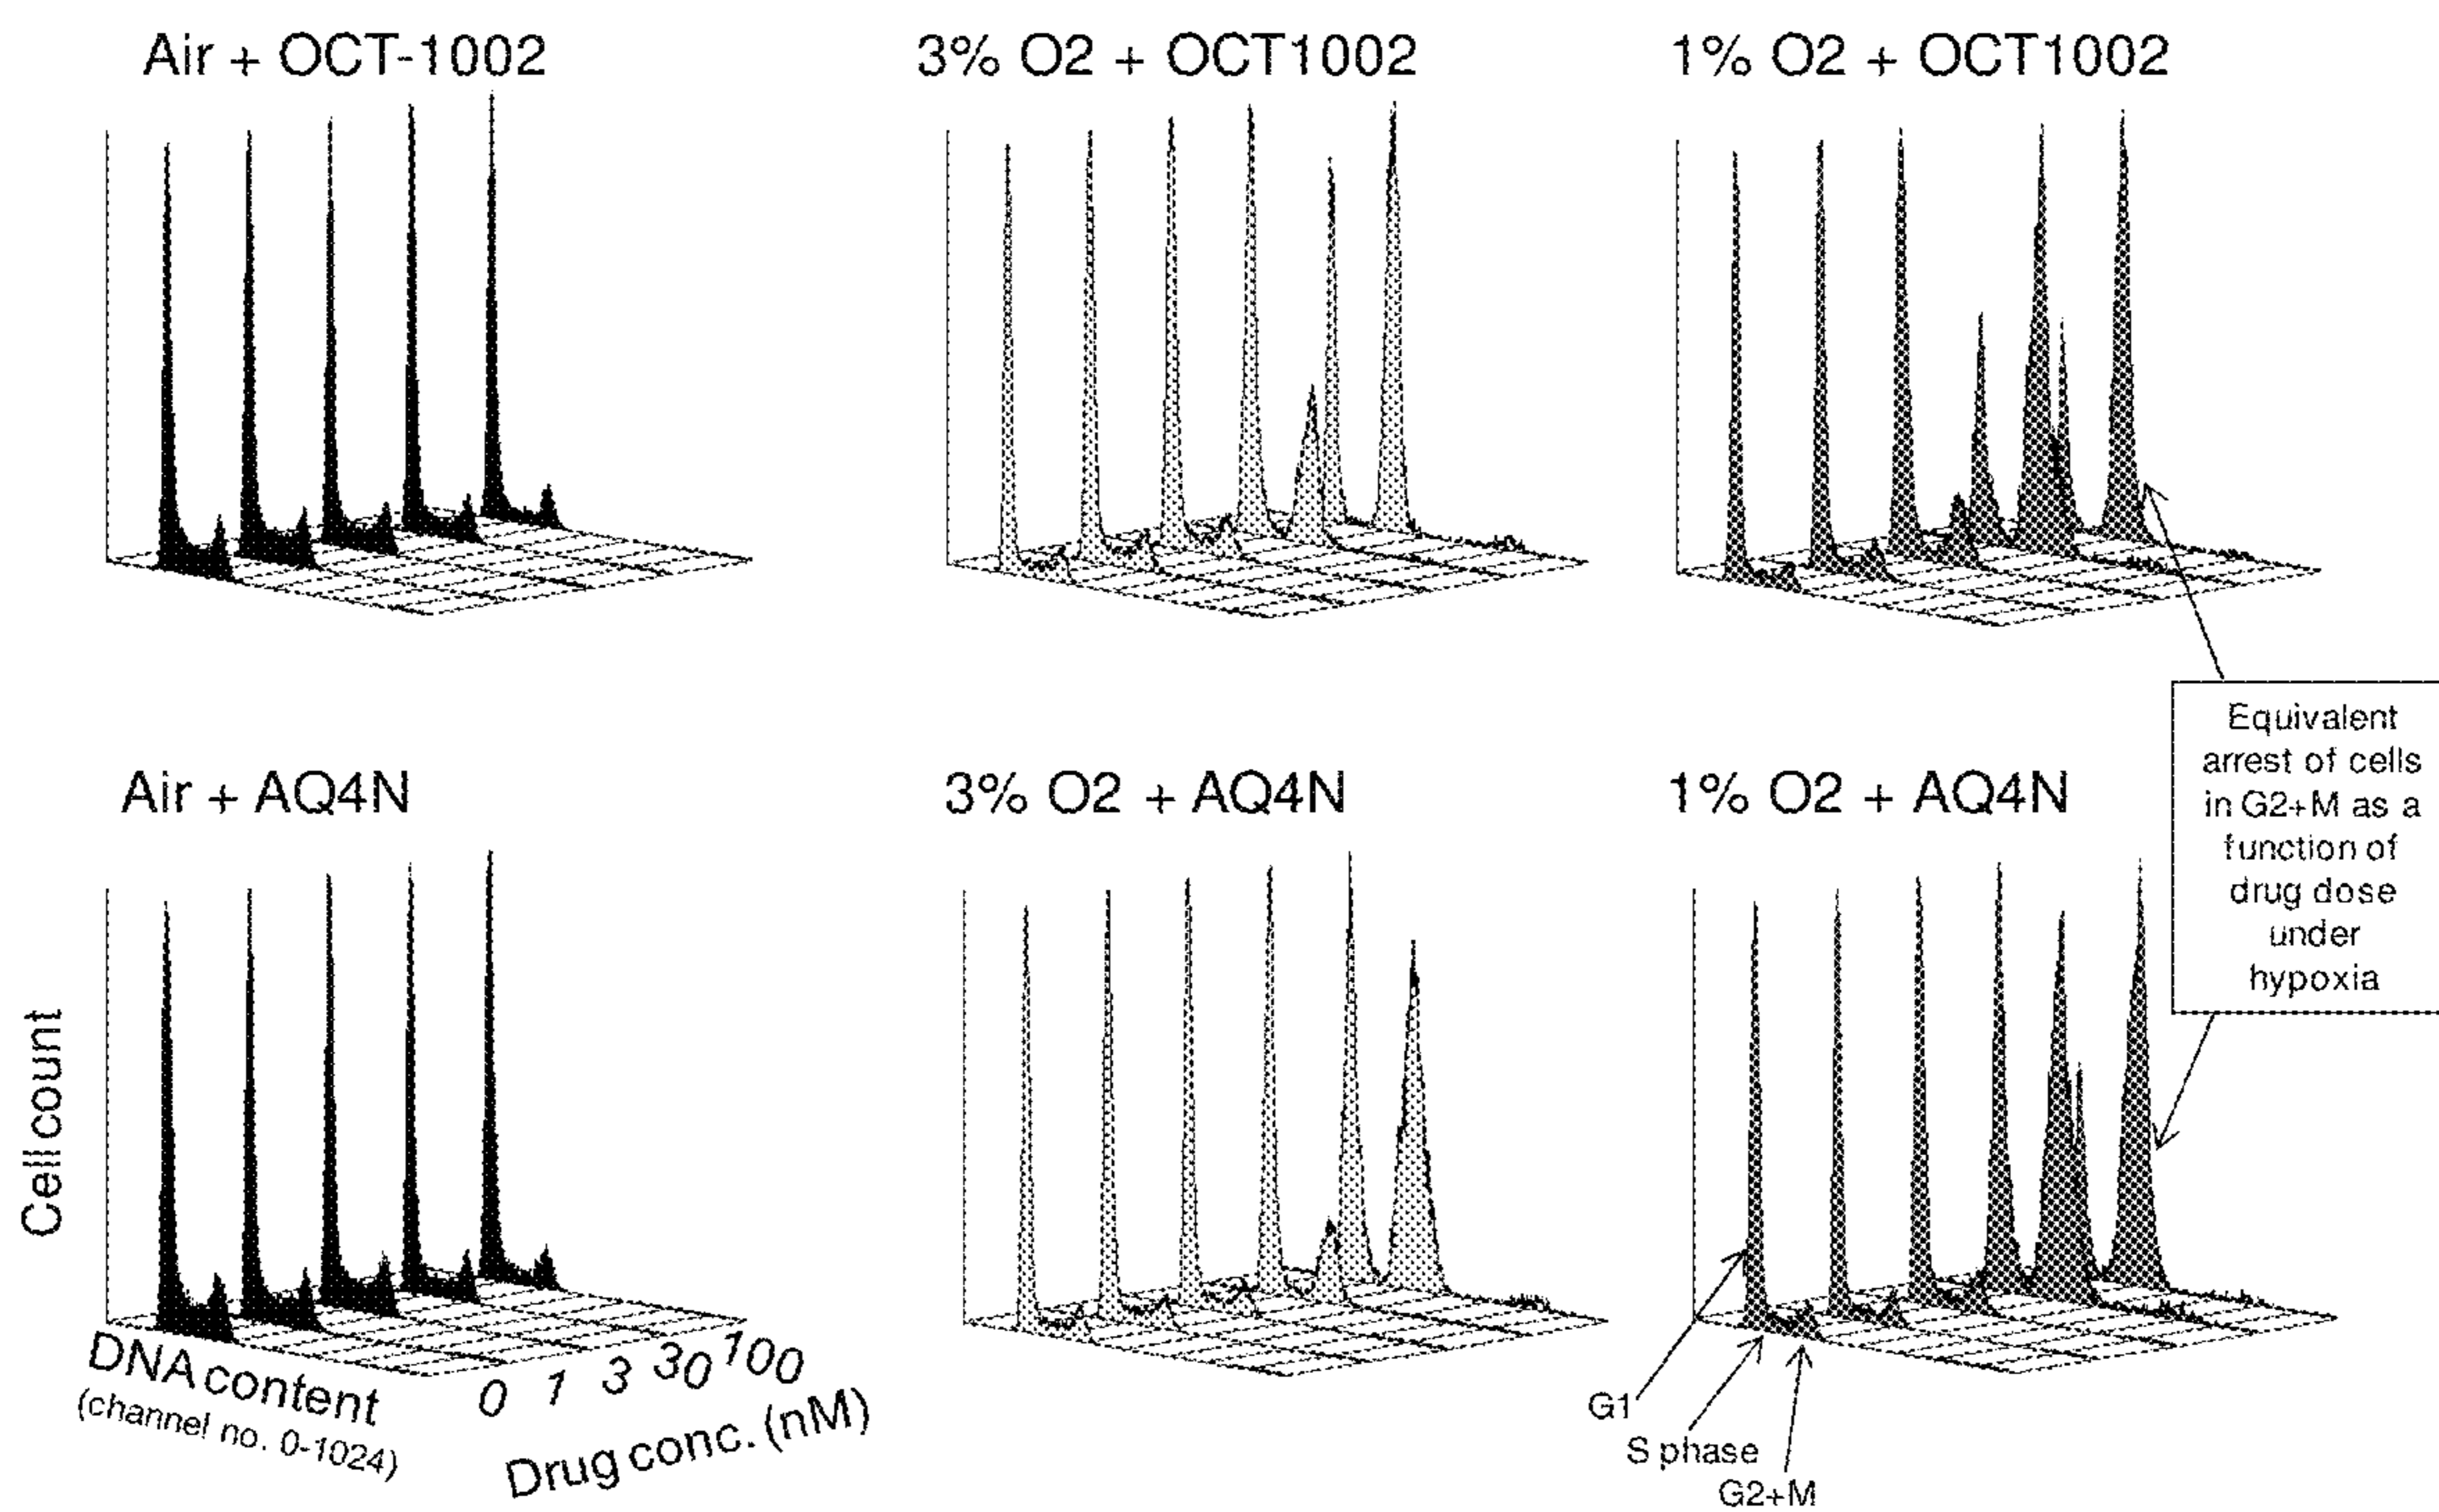 Air + OCT-1002
3% O2 + OCT1002
1% O2 + OCT1002
Equivalent
arrest of cells
in G2+M as a
function of
drug dose
under
hypoxia
Air + AQ4N
3% O2 + AQ4N
1% O2 + AQ4N
Cell count
DNA content
(channel no. 0-1024)
0 1 3 30 100
Drug conc. (nM)
G1
S phase
G2+M